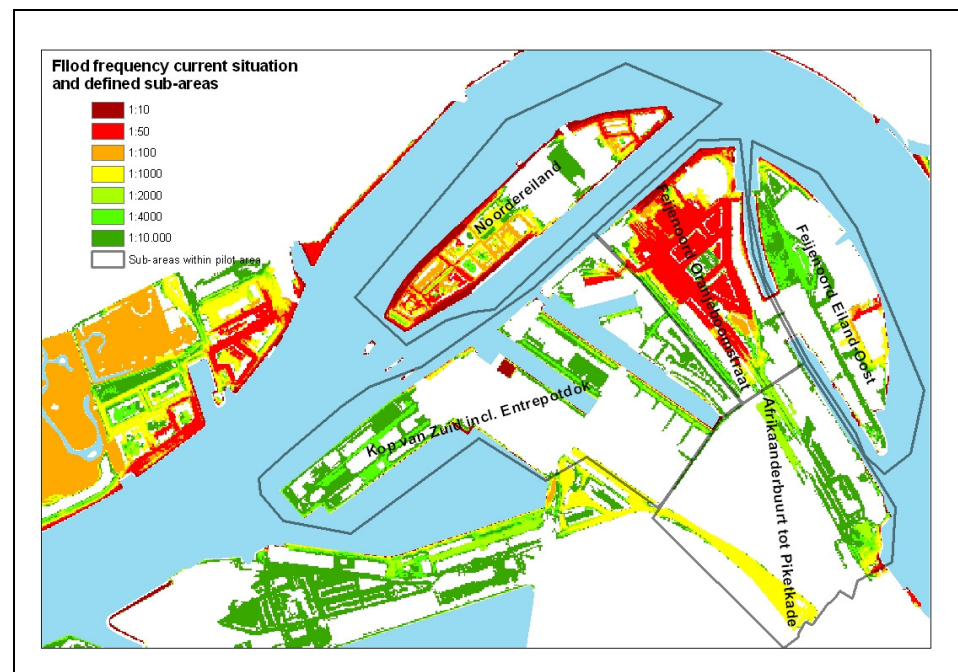 Fllod frequency current situation
and defined sub-areas
1:10
1:50
1:100
1:1000
1:2000
1:4000
1:10.000
Sub-areas within pilot area
Noordereiland
Feijenoord Oranjeboomstraat
Feijenoord Eiland Oost
Kop van Zuid incl. Entrepotdok
Afrikaanderbuurt tot Piketkade